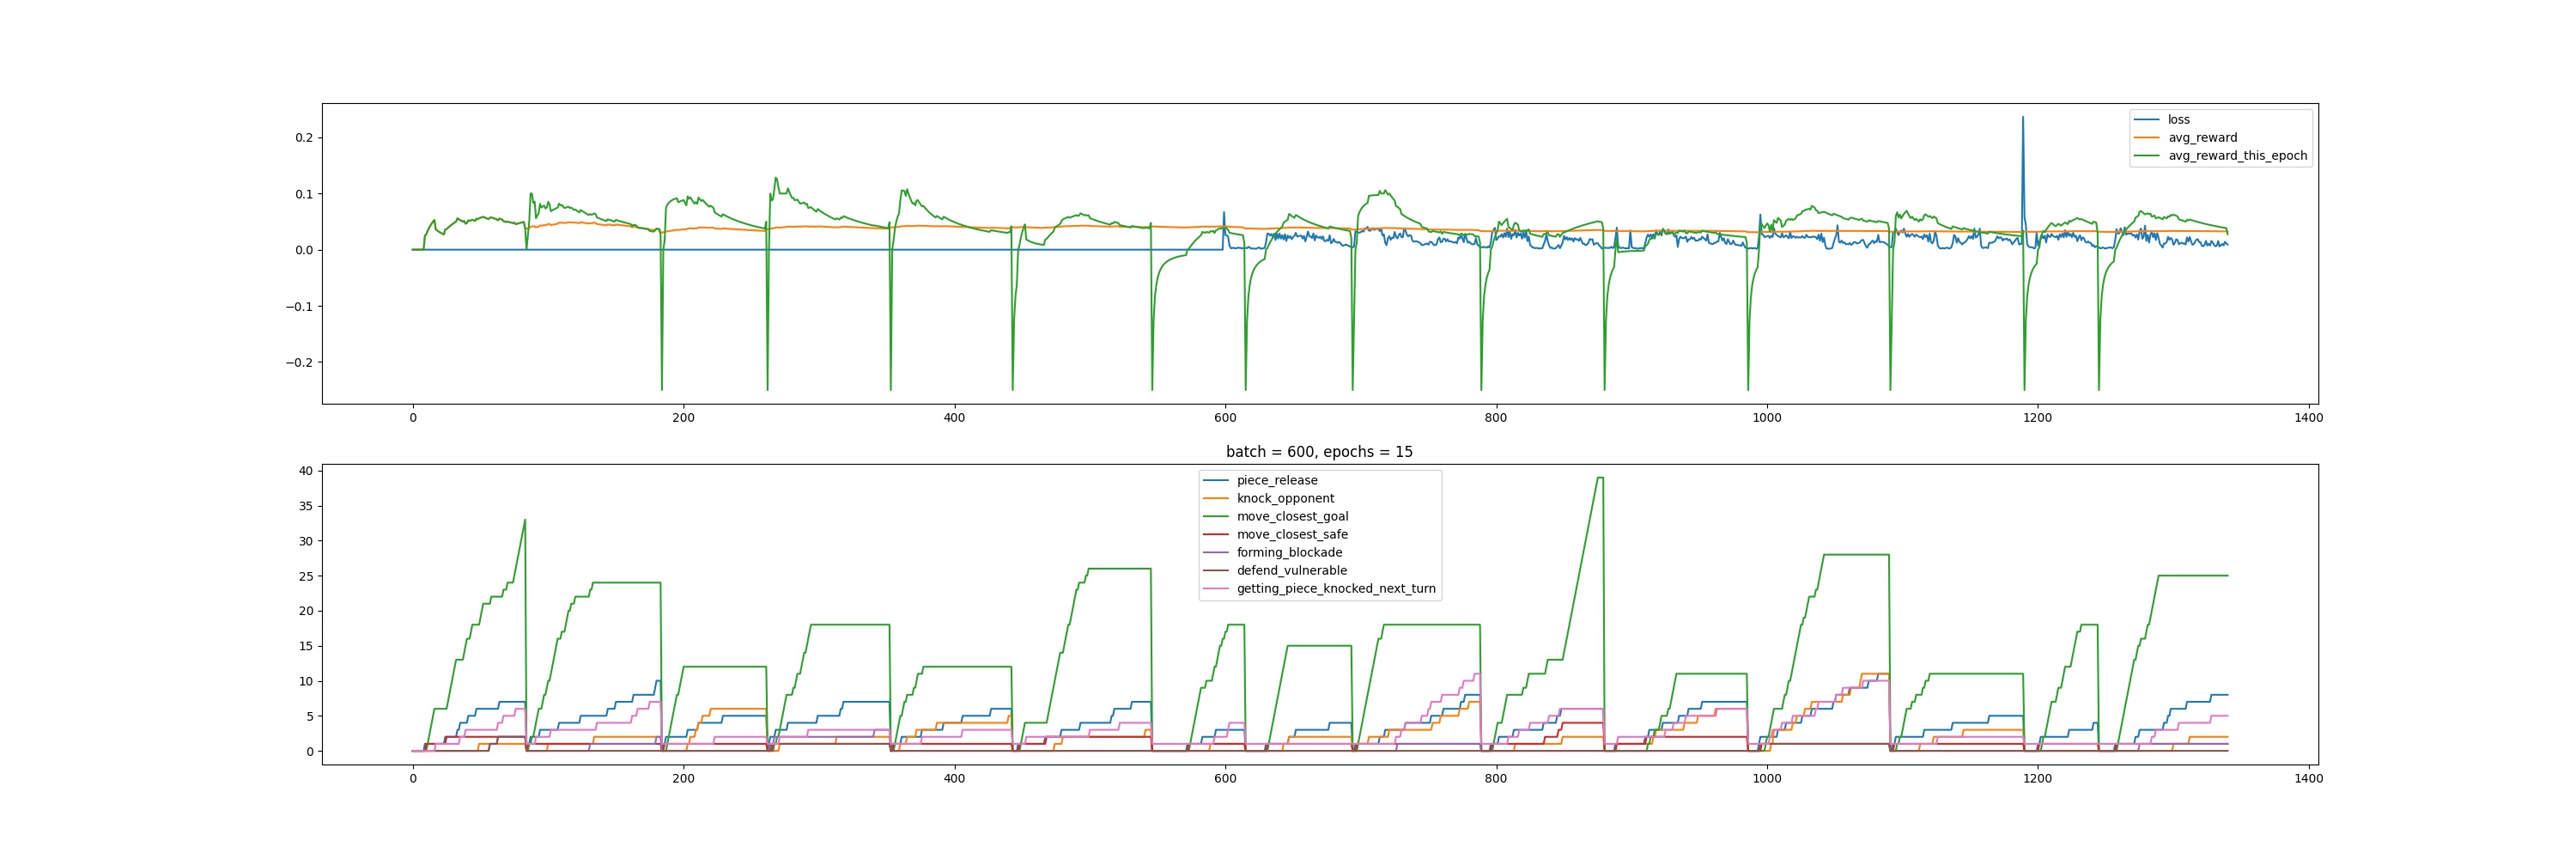 loss
avg_reward
avg_reward_this_epoch
0.2
0.1
0.0
−0.1
−0.2
0 200 400 600 800 1000 1200 1400
batch = 600, epochs = 15
piece_release
knock_opponent
move_closest_goal
move_closest_safe
forming_blockade
defend_vulnerable
getting_piece_knocked_next_turn
40
35
30
25
20
15
10
5
0
0 200 400 600 800 1000 1200 1400